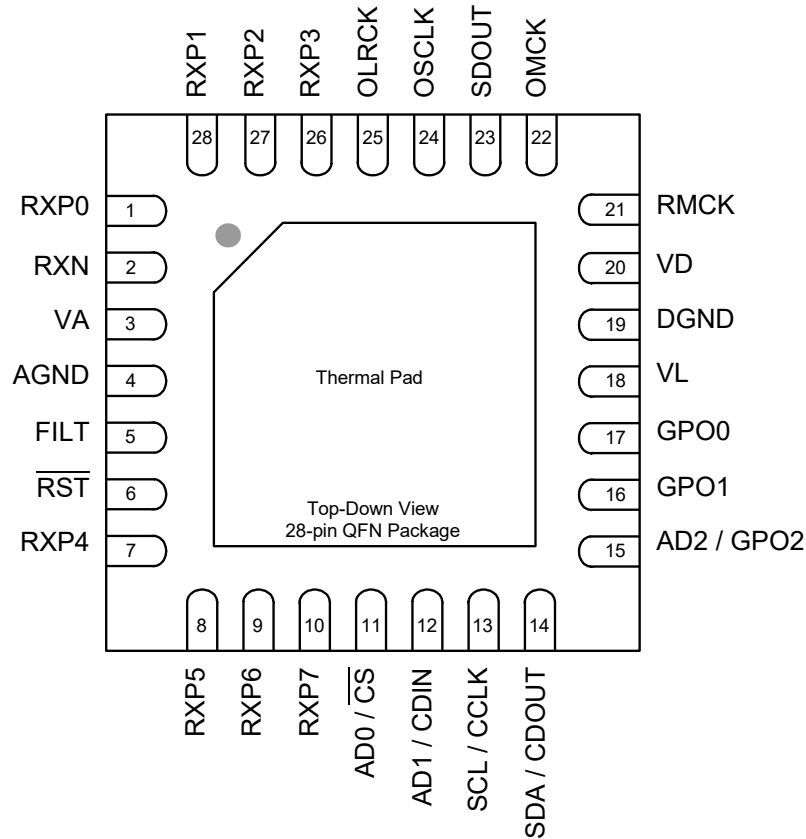 RXP1
RXP2
RXP3
OLRCK
OSCLK
SDOUT
OMCK
28
27
26
25
24
23
22
RXP0
1
RXN
2
VA
3
AGND
4
FILT
5
RST
6
RXP4
7
21
RMCK
20
VD
19
DGND
18
VL
17
GPO0
16
GPO1
15
AD2 / GPO2
Thermal Pad
Top-Down View
28-pin QFN Package
8
9
10
11
12
13
14
RXP5
RXP6
RXP7
AD0 / CS
AD1 / CDIN
SCL / CCLK
SDA / CDOUT